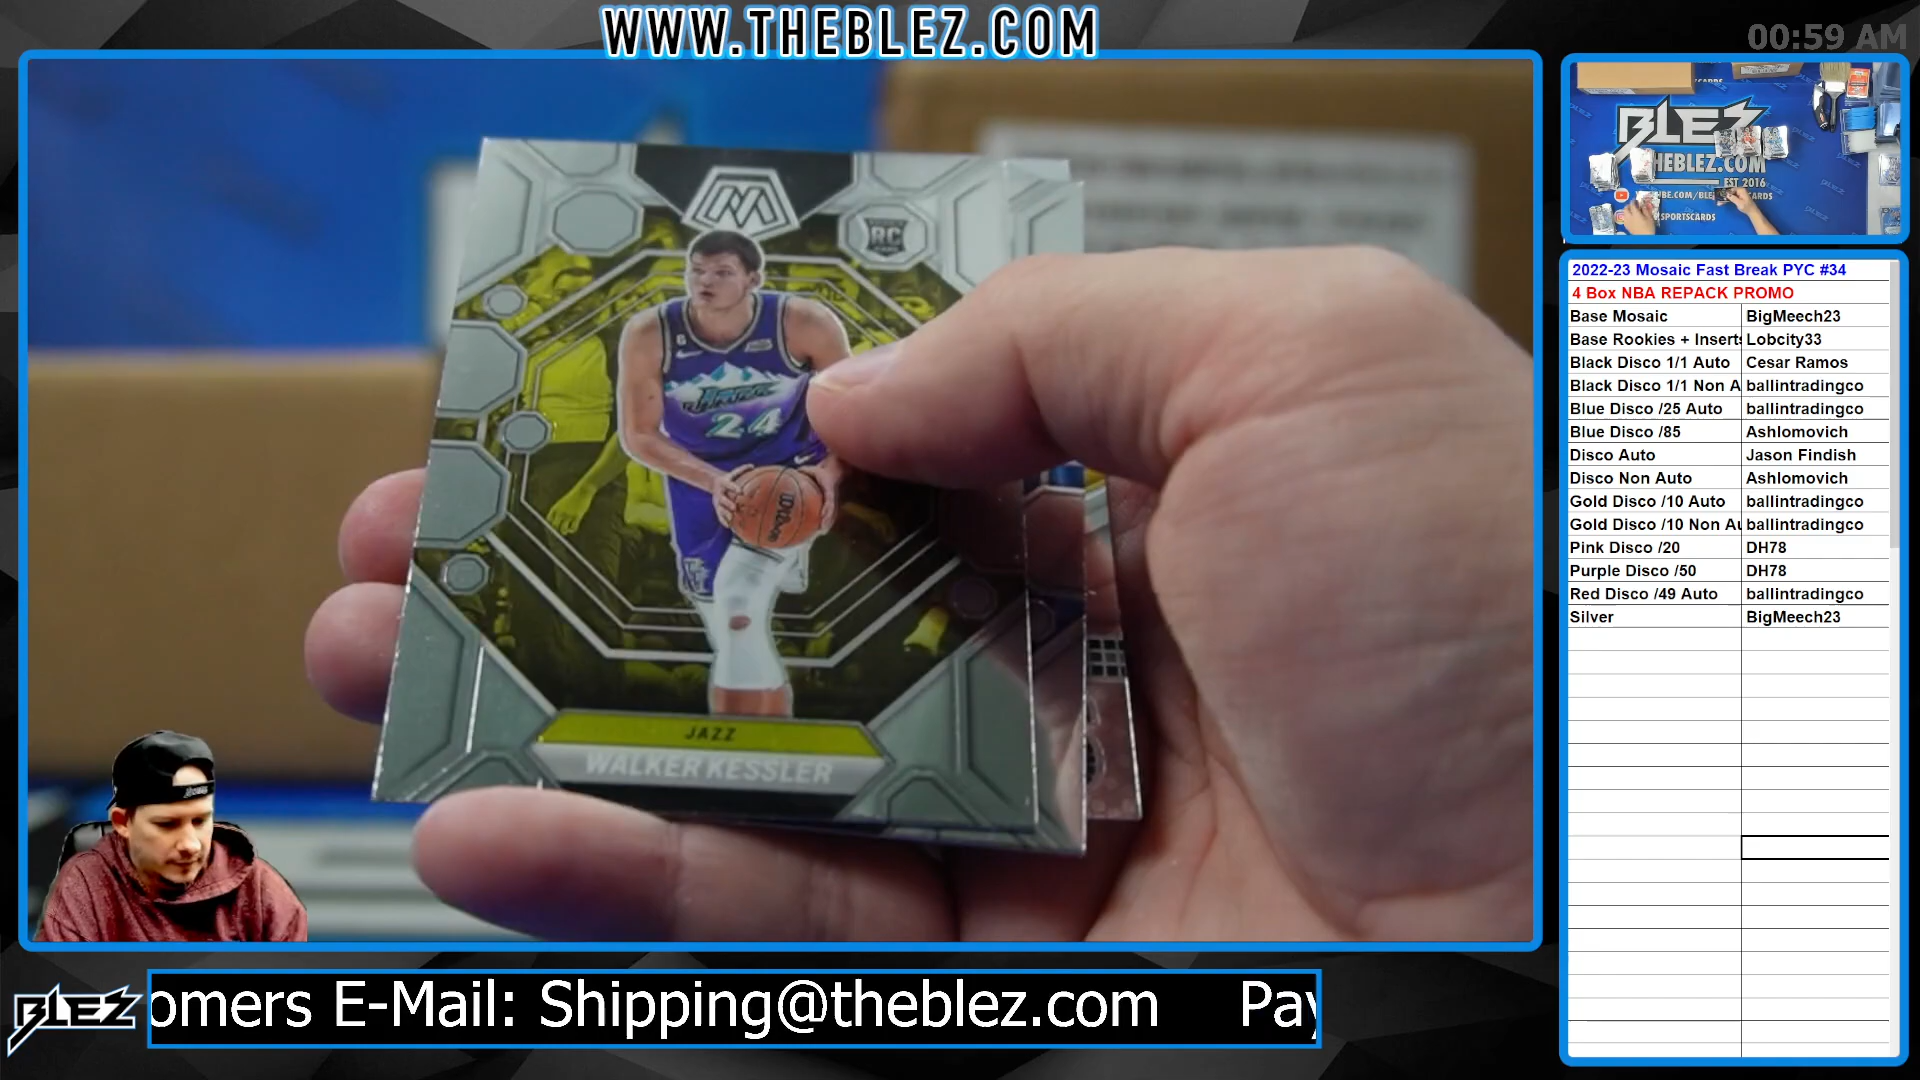 WWW.THEBLEZ.COM
00:59 AM
BLEZ
THEBLEZ.COM
EST 2016
SPORTSCARDS
RC
24
Wilson
JAZZ
WALKER KESSLER
2022-23 Mosaic Fast Break PYC #34
4 Box NBA REPACK PROMO
Base Mosaic BigMeech23
Base Rookies + Inserts Lobcity33
Black Disco 1/1 Auto Cesar Ramos
Black Disco 1/1 Non A ballintradingco
Blue Disco /25 Auto ballintradingco
Blue Disco /85 Ashlomovich
Disco Auto Jason Findish
Disco Non Auto Ashlomovich
Gold Disco /10 Auto ballintradingco
Gold Disco /10 Non Au ballintradingco
Pink Disco /20 DH78
Purple Disco /50 DH78
Red Disco /49 Auto ballintradingco
Silver BigMeech23
BLEZ
omers E-Mail: Shipping@theblez.com Pay